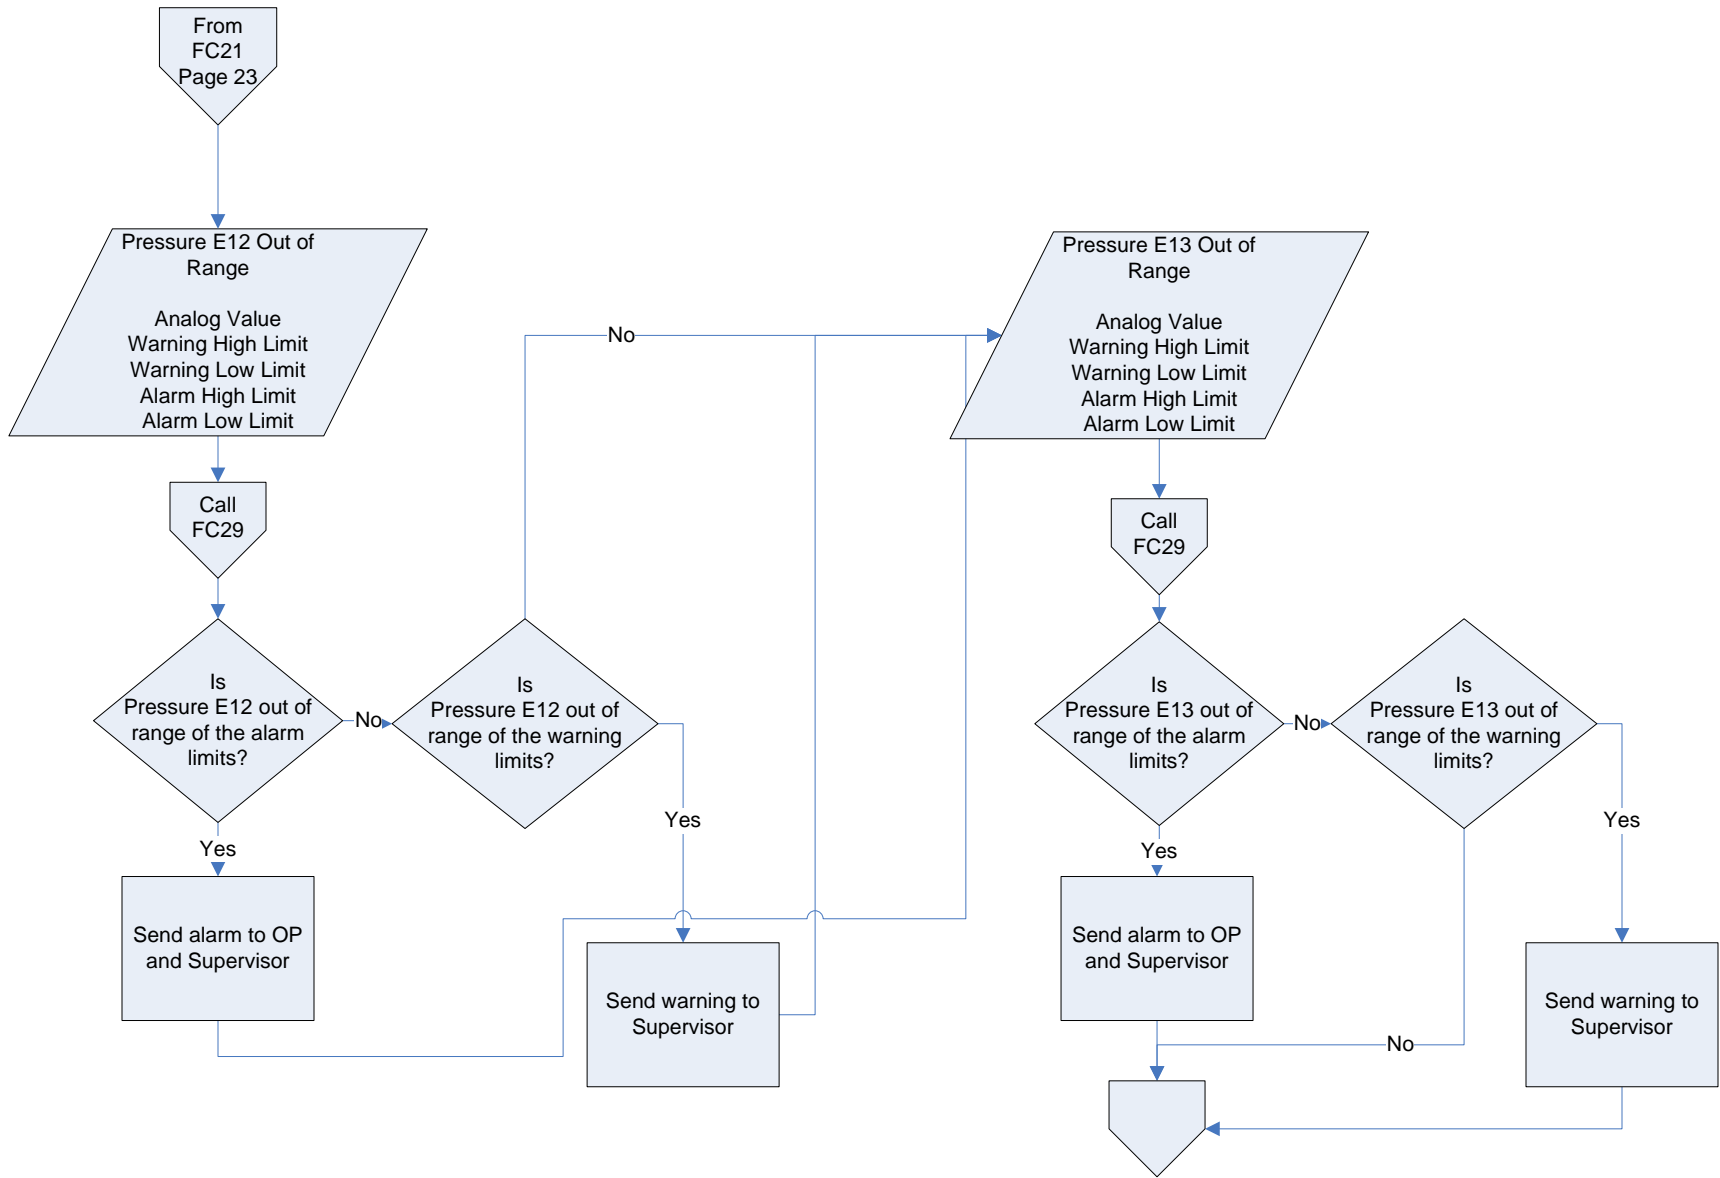 From
FC21
Page 23
Pressure E12 Out of
Range
Analog Value
Warning High Limit
Warning Low Limit
Alarm High Limit
Alarm Low Limit
Call
FC29
Is
Pressure E12 out of
range of the alarm
limits?
No
Is
Pressure E12 out of
range of the warning
limits?
No
Yes
Yes
Send alarm to OP
and Supervisor
Send warning to
Supervisor
Pressure E13 Out of
Range
Analog Value
Warning High Limit
Warning Low Limit
Alarm High Limit
Alarm Low Limit
Call
FC29
Is
Pressure E13 out of
range of the alarm
limits?
No
Is
Pressure E13 out of
range of the warning
limits?
Yes
Yes
Send alarm to OP
and Supervisor
No
Send warning to
Supervisor